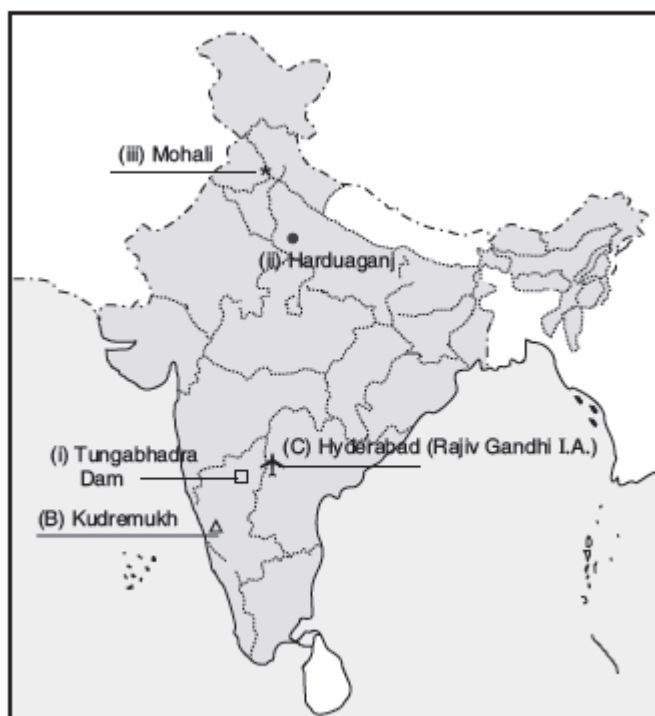 (iii) Mohali
(ii) Harduaganj
(C) Hyderabad (Rajiv Gandhi I.A.)
(i) Tungabhadra
Dam
(B) Kudremukh